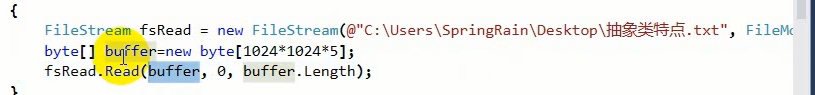 {
FileStream fsRead = new FileStream(@"C:\Users\SpringRain\Desktop\抽象类特点.txt", FileMo
byte[] buffer=new byte[1024*1024*5];
fsRead.Read(buffer, 0, buffer.Length);
}